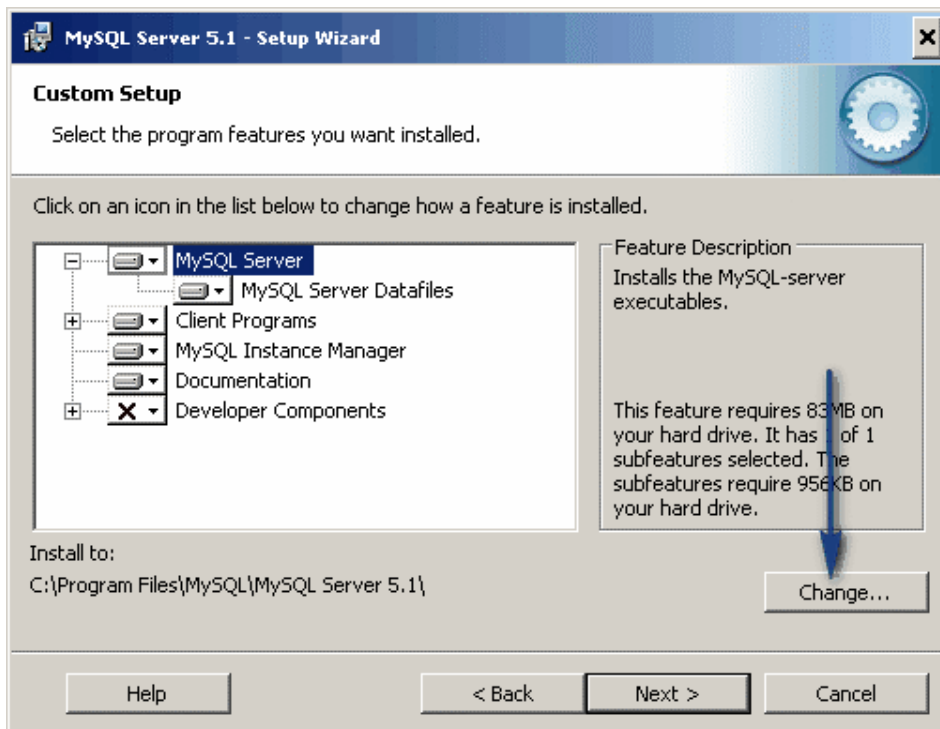 MySQL Server 5.1 - Setup Wizard
Custom Setup
Select the program features you want installed.
Click on an icon in the list below to change how a feature is installed.
MySQL Server
MySQL Server Datafiles
Client Programs
MySQL Instance Manager
Documentation
Developer Components
Feature Description
Installs the MySQL-server
executables.
This feature requires 83MB on
your hard drive. It has 1 of 1
subfeatures selected. The
subfeatures require 956KB on
your hard drive.
Install to:
C:\Program Files\MySQL\MySQL Server 5.1\
Change...
Help
< Back
Next >
Cancel